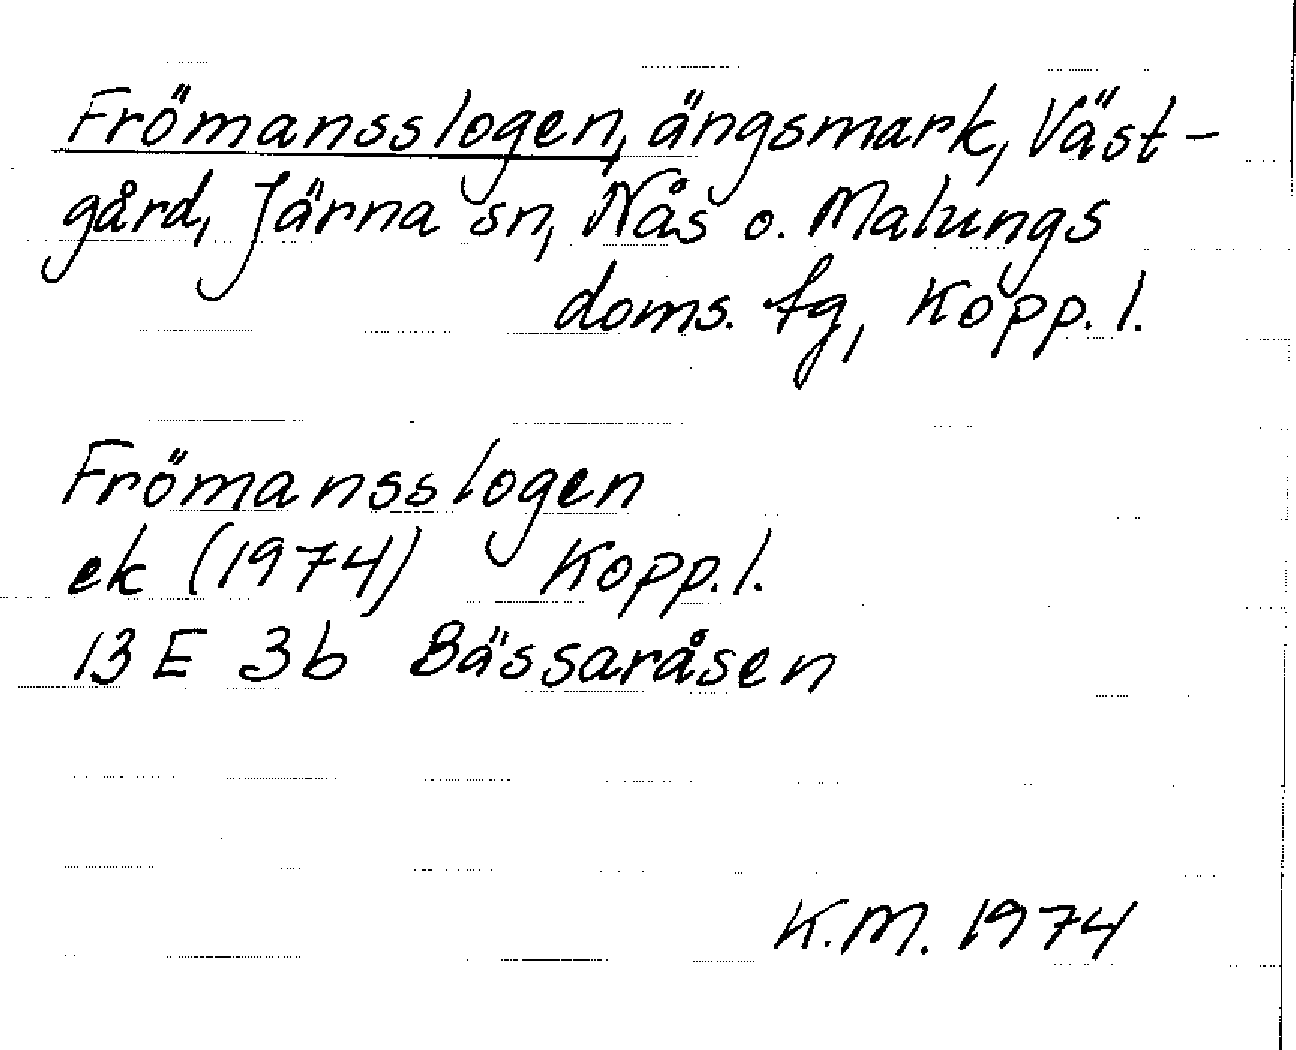 Frömansslogen, ängsmark, Väst-
gård, Järna sn, Nås o. Malungs
doms. fg, Kopp. l.
Frömansslogen
ek (1974) Kopp. l.
13 E 3b Bässaråsen
K.M. 1974